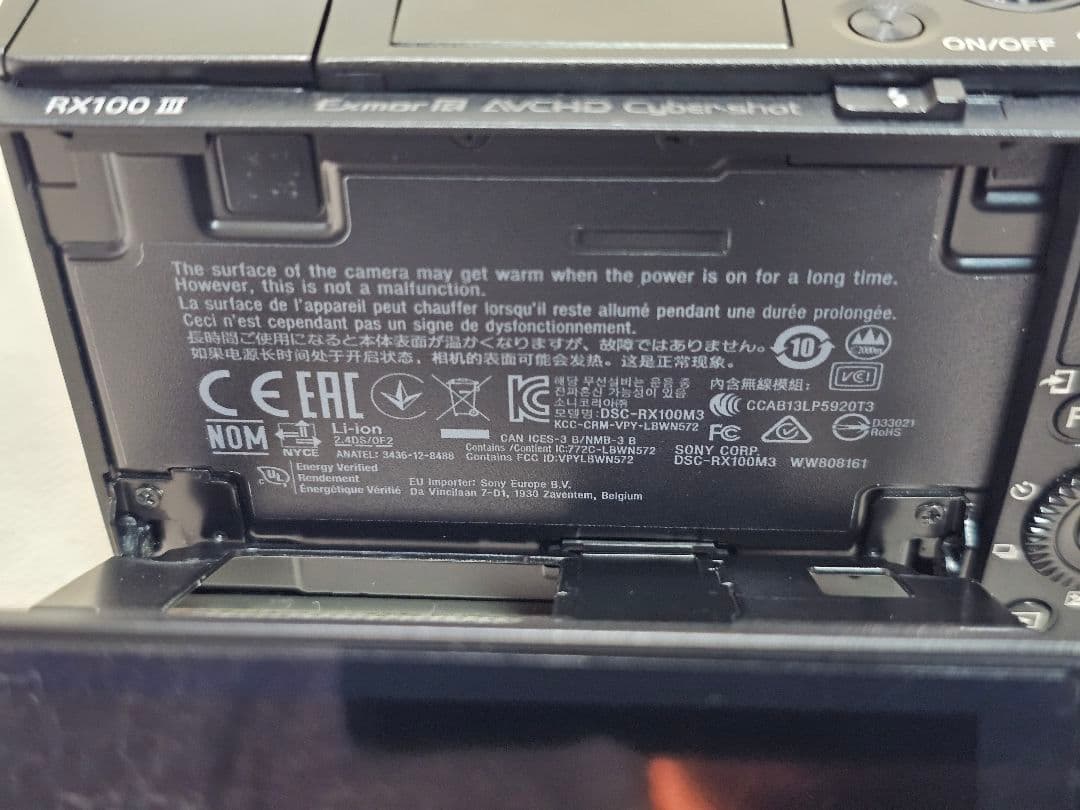 ON/OFF
RX100 III
Exmor R AVCHD Cyber-shot
The surface of the camera may get warm when the power is on for a long time.
However, this is not a malfunction.
La surface de l'appareil peut chauffer lorsqu'il reste allumé pendant une durée prolongée.
Ceci n'est cependant pas un signe de dysfonctionnement.
長時間ご使用になると本体表面が温かくなりますが、故障ではありません。
如果电源长时间处于开启状态，相机的表面可能会发热。这是正常现象。
10
2000m
CE EAC
해당 무선설비는 운용 중
전파혼신 가능성이 있음
소니코리아㈜
모델명:DSC-RX100M3
KCC-CRM-VPY-LBWN572
內含無線模組:
VCI
CCAB13LP5920T3
NOM
NYCE
Li-ion
2.4DS/0F2
ANATEL: 3436-12-8488
CAN ICES-3 B/NMB-3 B
Contains /Contient IC:772C-LBWN572
Contains FCC ID:VPYLBWN572
FC
D33021
RoHS
SONY CORP.
DSC-RX100M3 WW808161
UL
Energy Verified
Rendement
Énergétique Vérifié
EU Importer: Sony Europe B.V.
Da Vincilaan 7-D1, 1930 Zaventem, Belgium
F